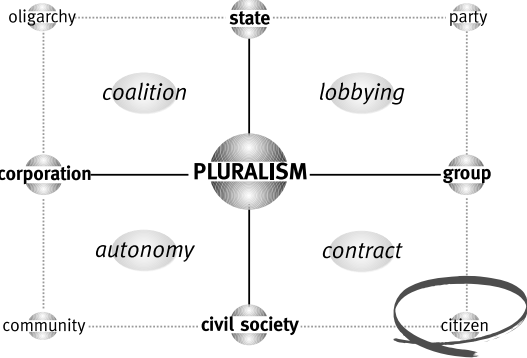 oligarchy state party
coalition lobbying
corporation PLURALISM group
autonomy contract
community civil society citizen